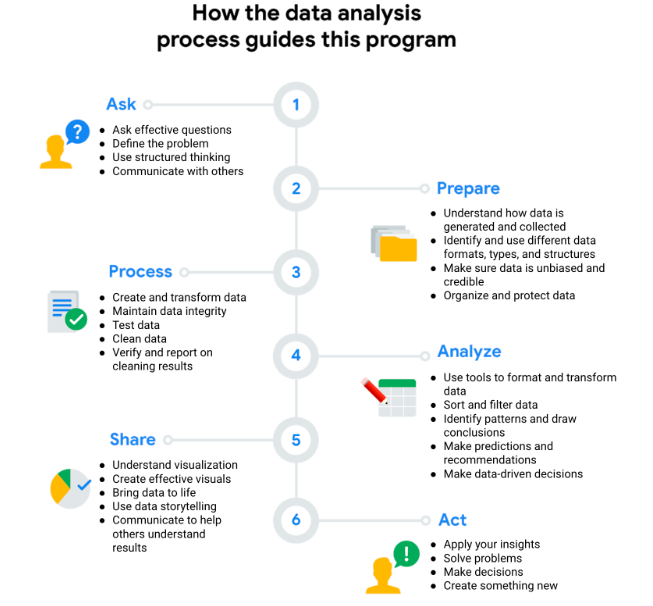 How the data analysis
process guides this program
1
Ask
? 
● Ask effective questions
● Define the problem
● Use structured thinking
● Communicate with others
2
Prepare
● Understand how data is
generated and collected
● Identify and use different data
formats, types, and structures
● Make sure data is unbiased and
credible
● Organize and protect data
3
Process
● Create and transform data
● Maintain data integrity
● Test data
● Clean data
● Verify and report on
cleaning results
4
Analyze
● Use tools to format and transform
data
● Sort and filter data
● Identify patterns and draw
conclusions
● Make predictions and
recommendations
● Make data-driven decisions
5
Share
● Understand visualization
● Create effective visuals
● Bring data to life
● Use data storytelling
● Communicate to help
others understand
results
6
Act
!
● Apply your insights
● Solve problems
● Make decisions
● Create something new